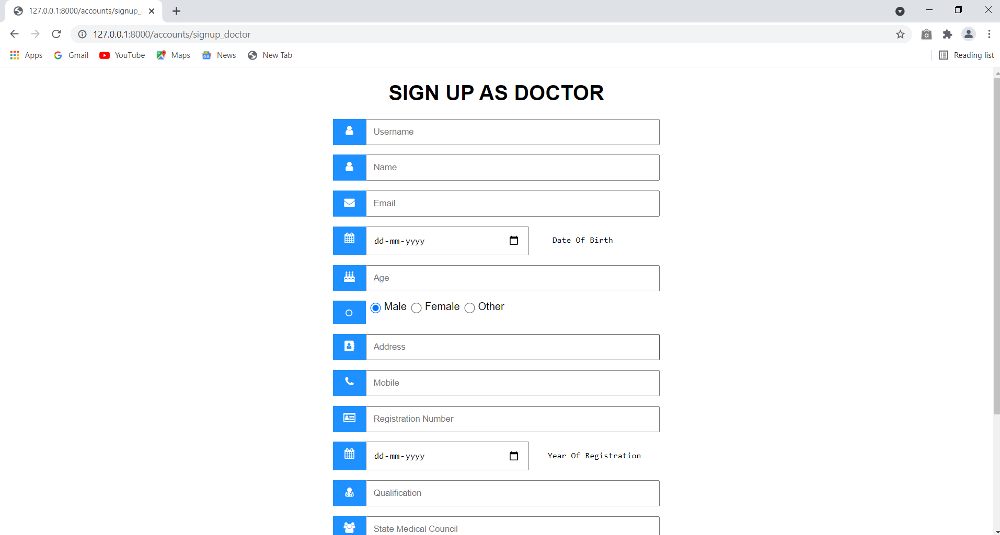 127.0.0.1:8000/accounts/signup_
127.0.0.1:8000/accounts/signup_doctor
Apps Gmail YouTube Maps News New Tab Reading list
SIGN UP AS DOCTOR
Username
Name
Email
dd-mm-yyyy Date Of Birth
Age
Male Female Other
Address
Mobile
Registration Number
dd-mm-yyyy Year Of Registration
Qualification
State Medical Council